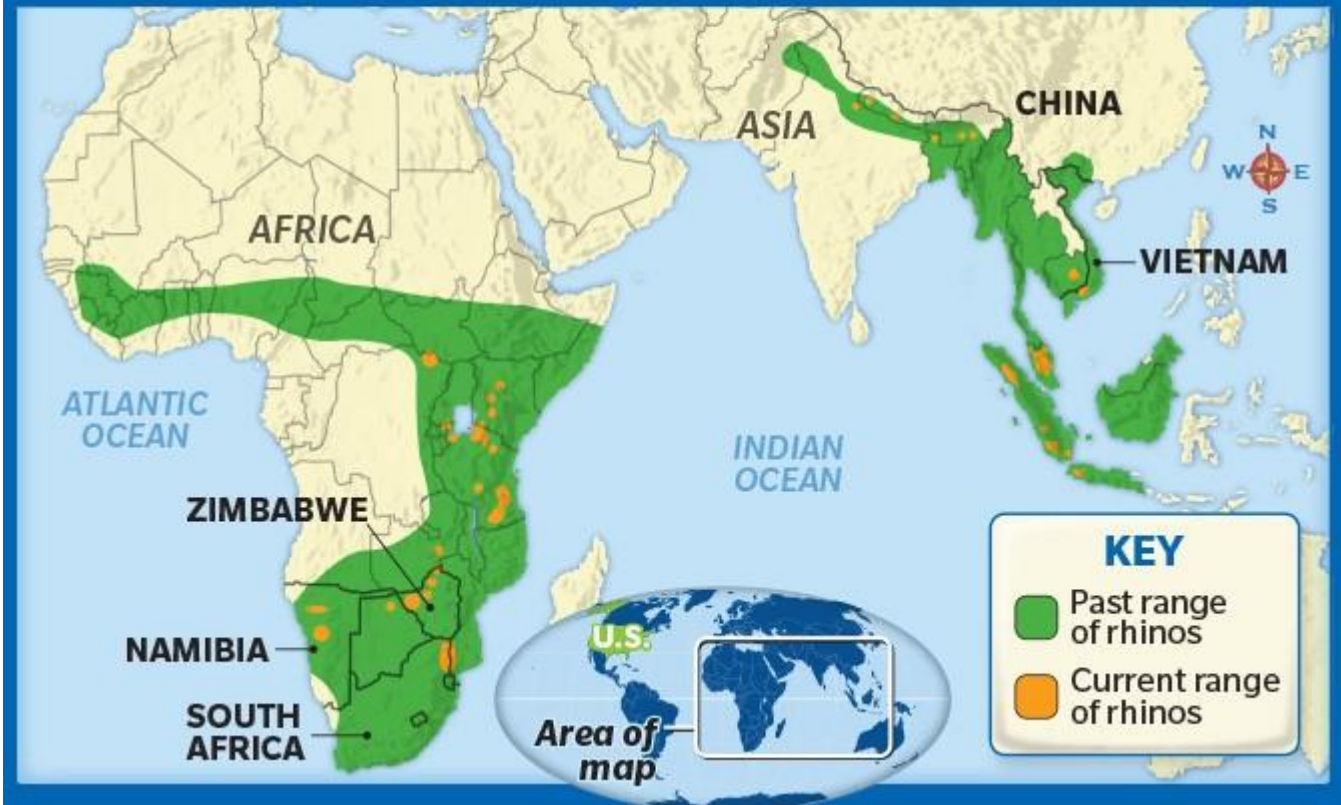 CHINA
ASIA
N
W E
S
AFRICA
VIETNAM
ATLANTIC
OCEAN
INDIAN
OCEAN
ZIMBABWE
KEY
Past range
of rhinos
Current range
of rhinos
U.S.
NAMIBIA
SOUTH
AFRICA
Area of
map